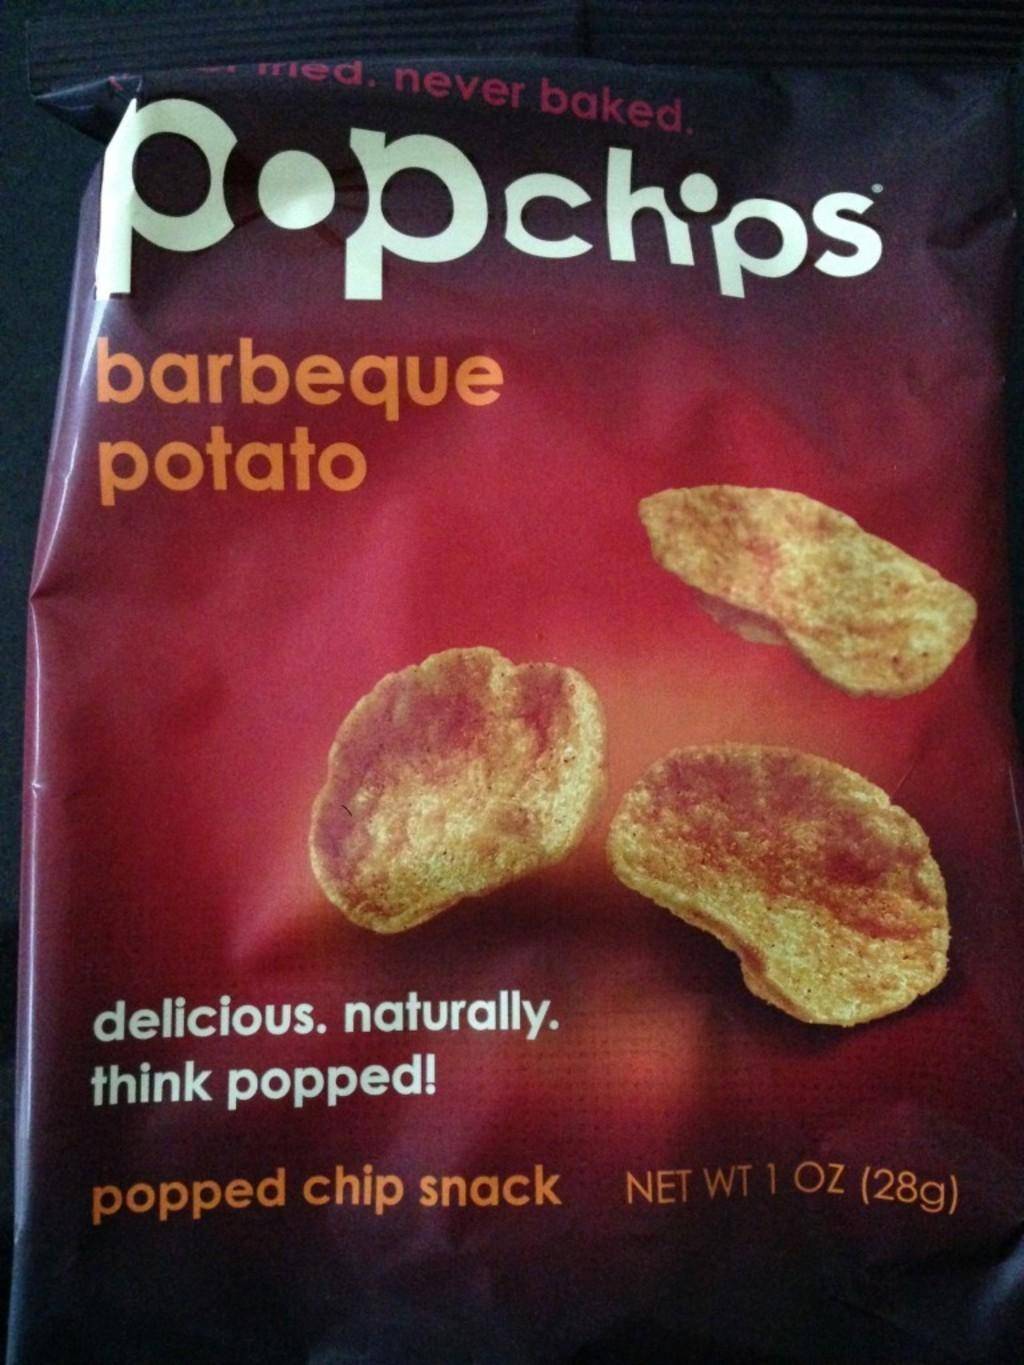 fried. never baked.
popchips®
barbeque
potato
delicious. naturally.
think popped!
popped chip snack NET WT 1 OZ (28g)